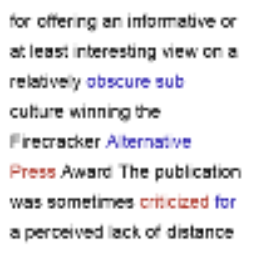 for offering an informative or
at least interesting view on a
relatively obscure sub
culture winning the
Firecracker Alternative
Press Award The publication
was sometimes criticized for
a perceived lack of distance